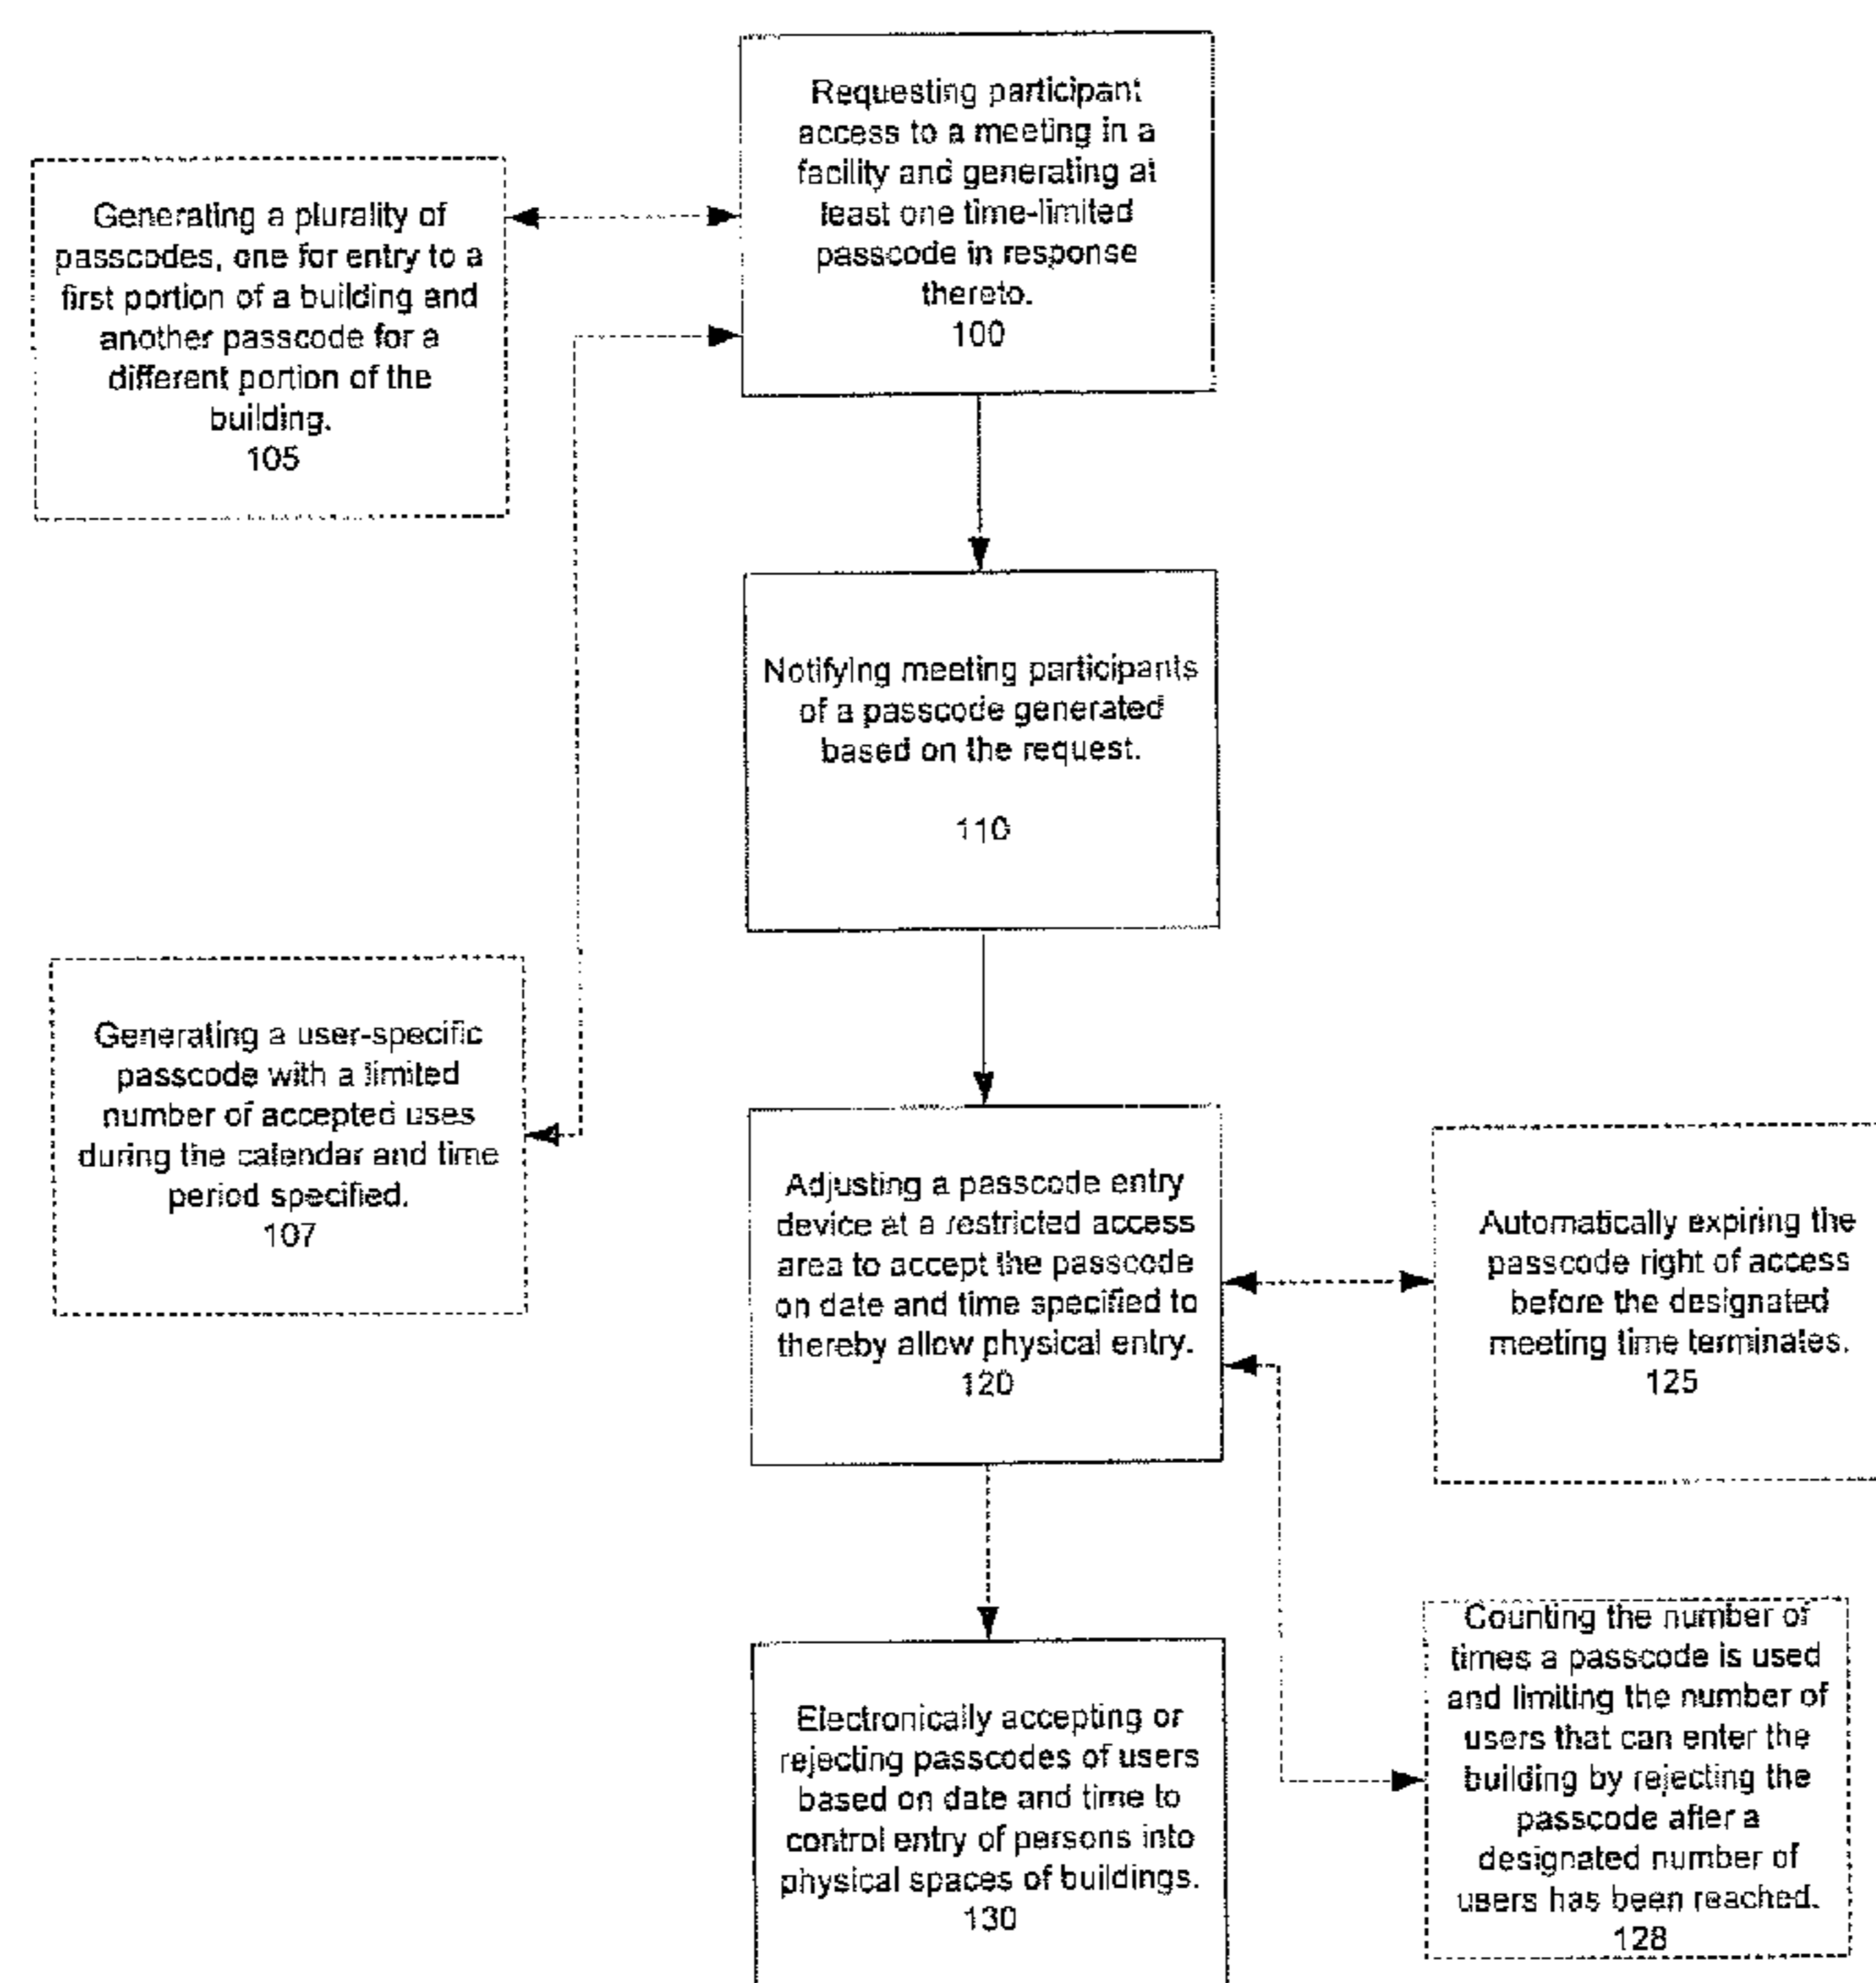 Requesting participant
access to a meeting in a
facility and generating at
least one time-limited
passcode in response
thereto.
100
Generating a plurality of
passcodes, one for entry to a
first portion of a building and
another passcode for a
different portion of the
building.
105
Notifying meeting participants
of a passcode generated
based on the request.
110
Generating a user-specific
passcode with a limited
number of accepted uses
during the calendar and time
period specified.
107
Adjusting a passcode entry
device at a restricted access
area to accept the passcode
on date and time specified to
thereby allow physical entry.
120
Automatically expiring the
passcode right of access
before the designated
meeting time terminates.
125
Electronically accepting or
rejecting passcodes of users
based on date and time to
control entry of persons into
physical spaces of buildings.
130
Counting the number of
times a passcode is used
and limiting the number of
users that can enter the
building by rejecting the
passcode after a
designated number of
users has been reached.
128